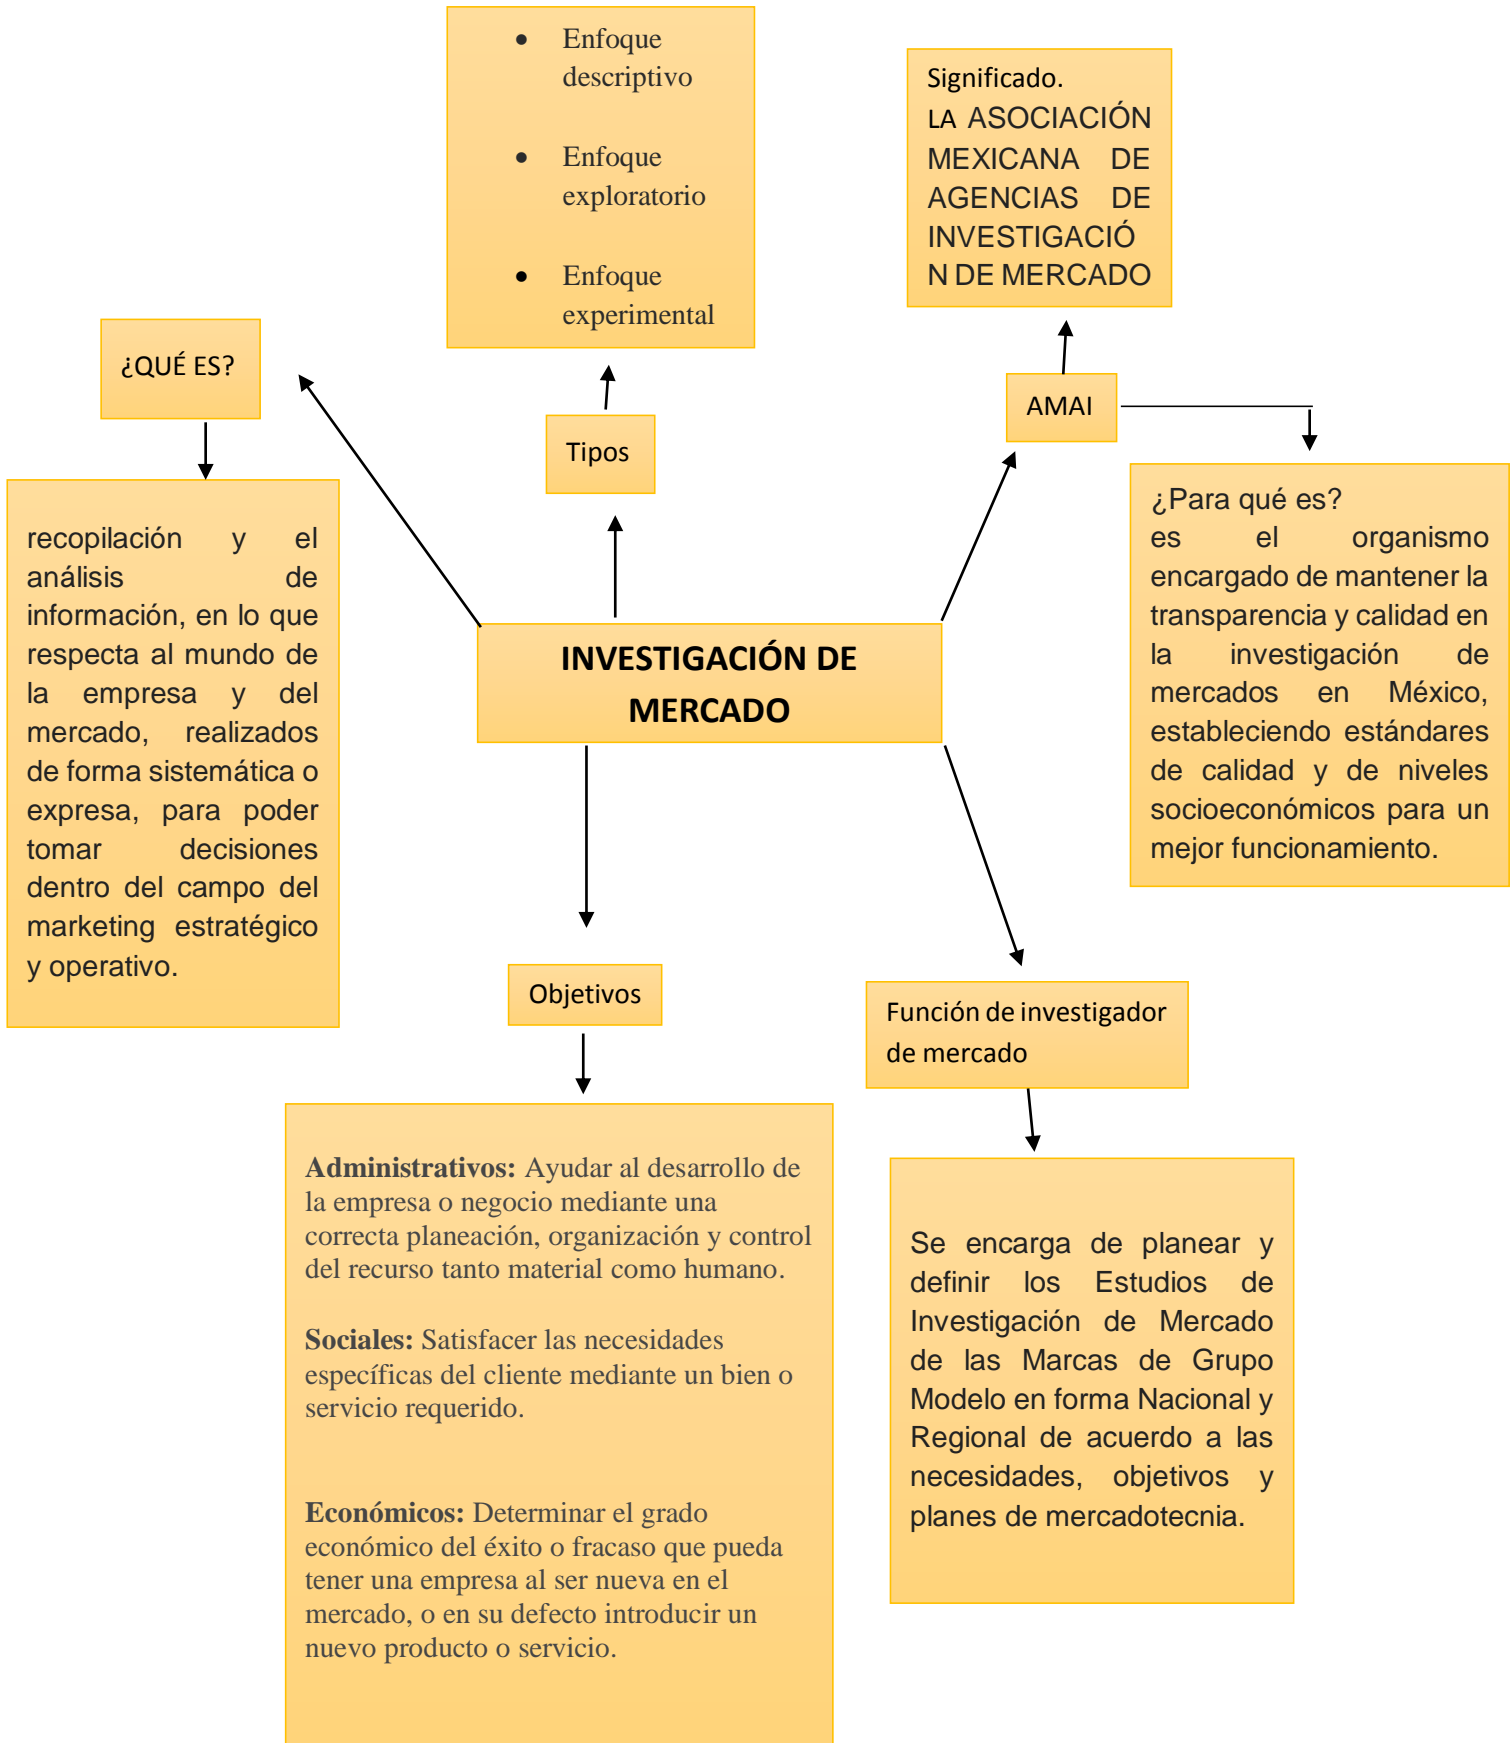 • Enfoque
descriptivo
• Enfoque
exploratorio
• Enfoque
experimental
Significado.
LA ASOCIACIÓN
MEXICANA DE
AGENCIAS DE
INVESTIGACIÓ
N DE MERCADO
¿QUÉ ES?
Tipos
AMAI
recopilación y el
análisis de
información, en lo que
respecta al mundo de
la empresa y del
mercado, realizados
de forma sistemática o
expresa, para poder
tomar decisiones
dentro del campo del
marketing estratégico
y operativo.
¿Para qué es?
es el organismo
encargado de mantener la
transparencia y calidad en
la investigación de
mercados en México,
estableciendo estándares
de calidad y de niveles
socioeconómicos para un
mejor funcionamiento.
INVESTIGACIÓN DE
MERCADO
Objetivos
Función de investigador
de mercado
Administrativos: Ayudar al desarrollo de
la empresa o negocio mediante una
correcta planeación, organización y control
del recurso tanto material como humano.
Sociales: Satisfacer las necesidades
específicas del cliente mediante un bien o
servicio requerido.
Económicos: Determinar el grado
económico del éxito o fracaso que pueda
tener una empresa al ser nueva en el
mercado, o en su defecto introducir un
nuevo producto o servicio.
Se encarga de planear y
definir los Estudios de
Investigación de Mercado
de las Marcas de Grupo
Modelo en forma Nacional y
Regional de acuerdo a las
necesidades, objetivos y
planes de mercadotecnia.